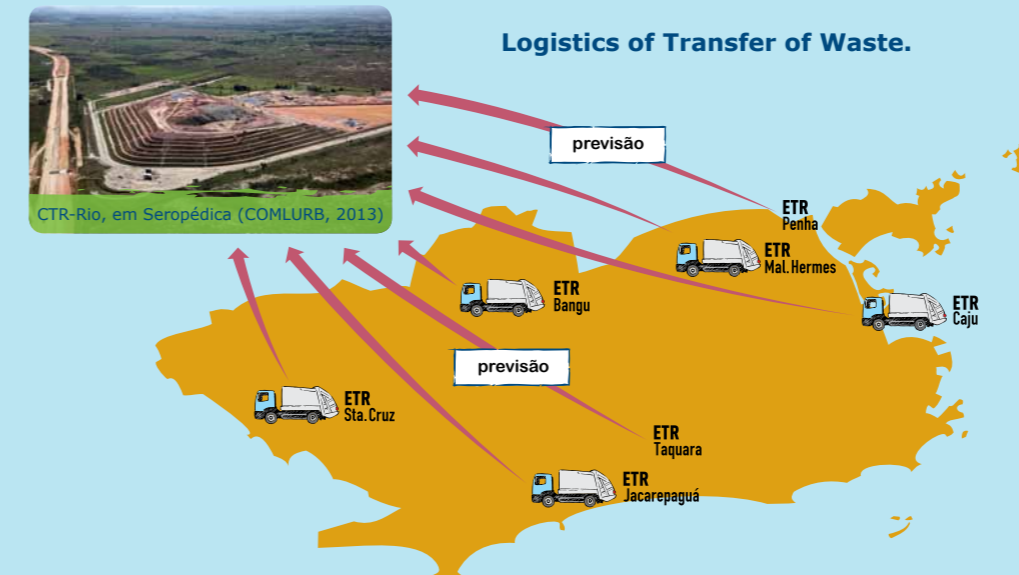 Logistics of Transfer of Waste.
CTR-Rio, em Seropédica (COMLURB, 2013)
previsão
ETR
Penha
ETR
Mal. Hermes
ETR
Bangu
ETR
Caju
previsão
ETR
Sta. Cruz
ETR
Taquara
ETR
Jacarepaguá